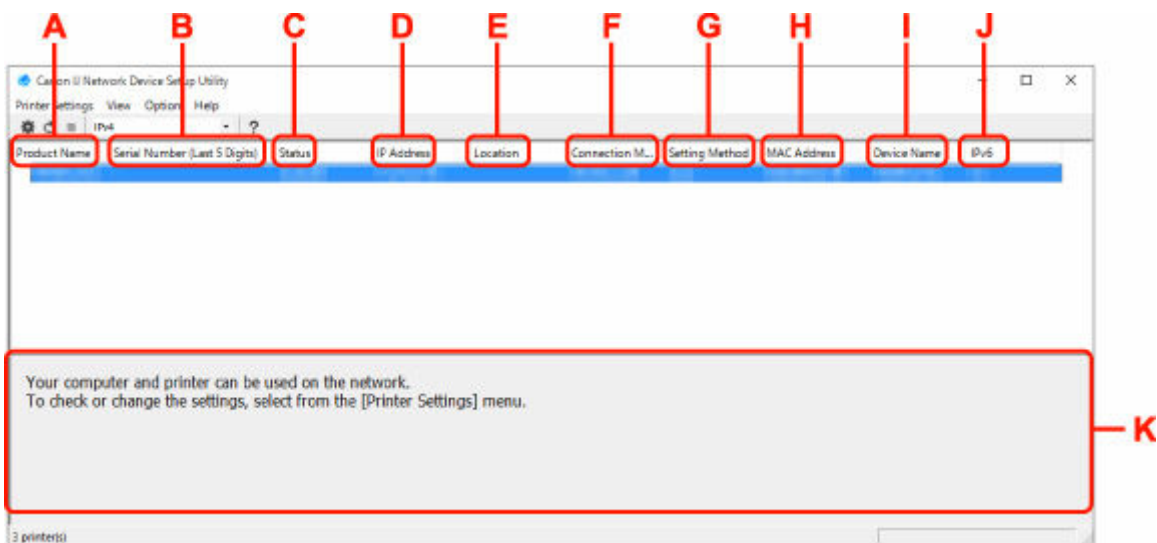 A B C D E F G H I J
Canon IJ Network Device Setup Utility
Printer Settings View Option Help
IPv4 ?
Product Name Serial Number (Last 5 Digits) Status IP Address Location Connection M... Setting Method MAC Address Device Name IPv6
Your computer and printer can be used on the network.
To check or change the settings, select from the [Printer Settings] menu.
K
3 printer(s)